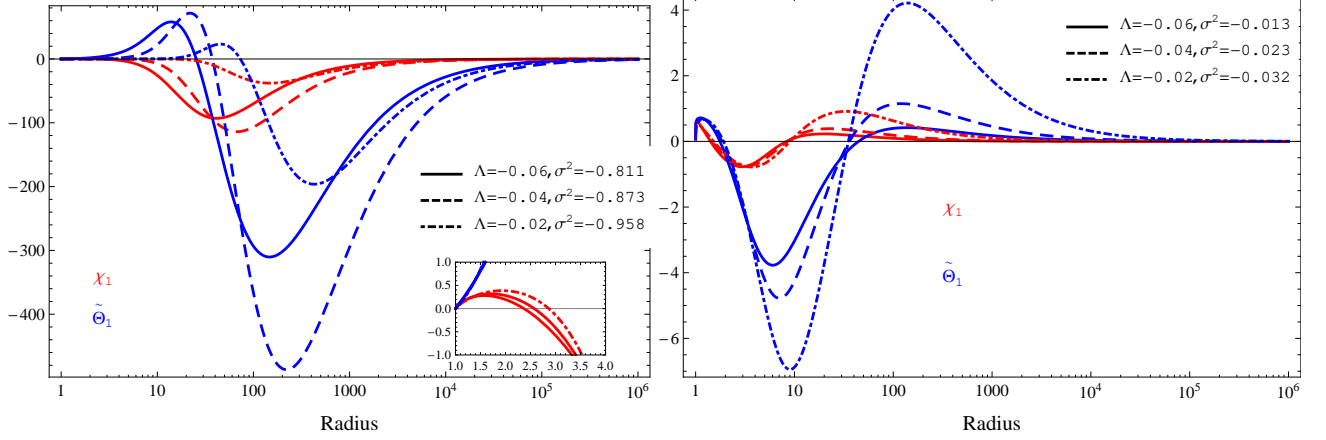 0
-100
-200
-300
-400
Λ=-0.06, σ²=-0.811
Λ=-0.04, σ²=-0.873
Λ=-0.02, σ²=-0.958
χ₁
Θ̃₁
1.0
0.5
0.0
-0.5
-1.0
1.0 1.5 2.0 2.5 3.0 3.5 4.0
1 10 100 1000 10⁴ 10⁵ 10⁶
Radius
4
2
0
-2
-4
-6
Λ=-0.06, σ²=-0.013
Λ=-0.04, σ²=-0.023
Λ=-0.02, σ²=-0.032
χ₁
Θ̃₁
1 10 100 1000 10⁴ 10⁵ 10⁶
Radius